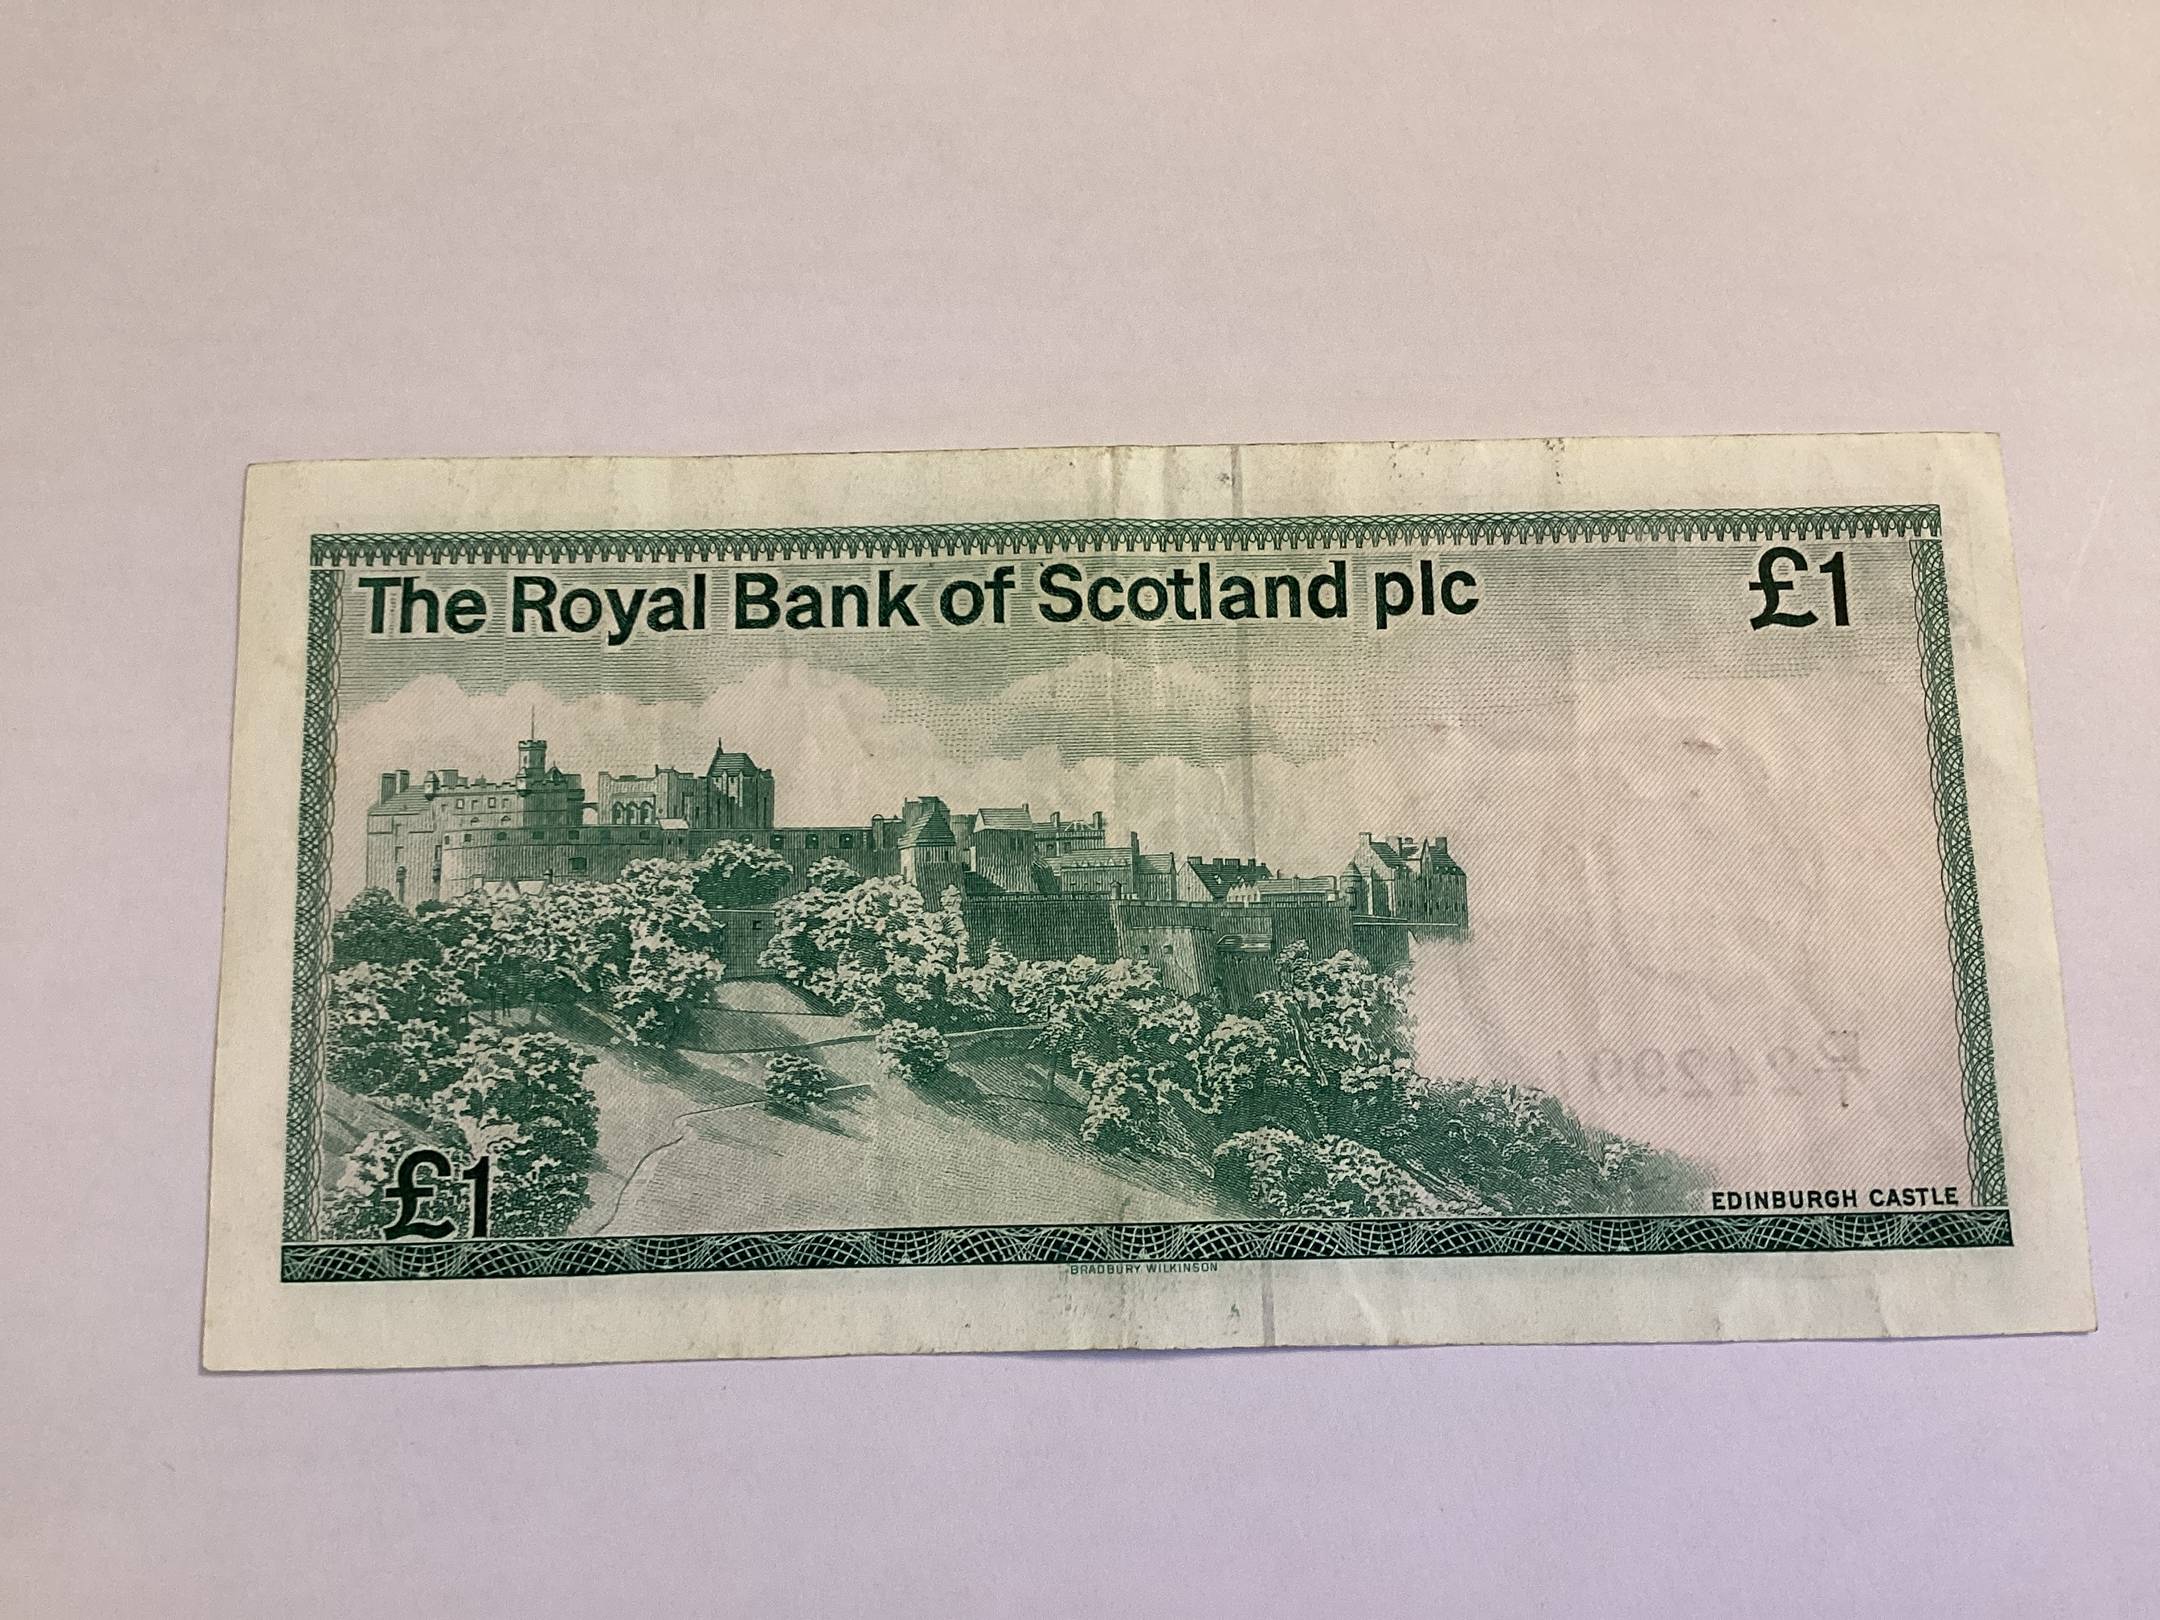 The Royal Bank of Scotland plc £1
£1
EDINBURGH CASTLE
BRADBURY WILKINSON